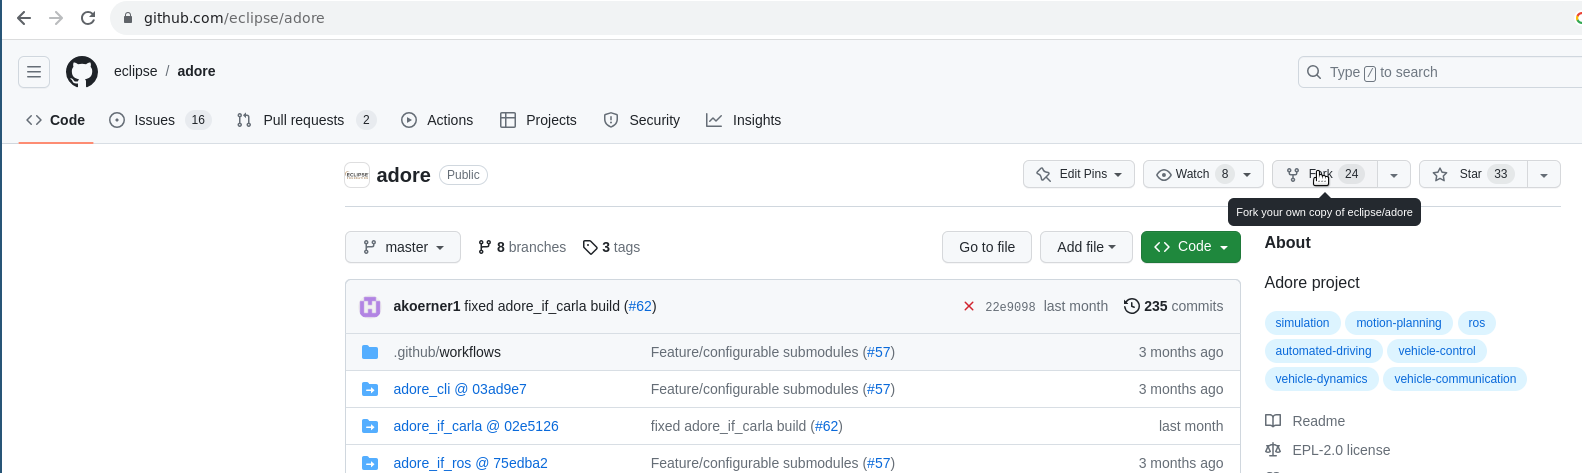 github.com/eclipse/adore
eclipse / adore
Type / to search
Code Issues 16 Pull requests 2 Actions Projects Security Insights
ECLIPSE adore Public Edit Pins Watch 8 Fork 24 Star 33
Fork your own copy of eclipse/adore
master 8 branches 3 tags Go to file Add file Code
About
Adore project
akoerner1 fixed adore_if_carla build (#62) 22e9098 last month 235 commits
simulation motion-planning ros
.github/workflows Feature/configurable submodules (#57) 3 months ago
automated-driving vehicle-control
vehicle-dynamics vehicle-communication
adore_cli @ 03ad9e7 Feature/configurable submodules (#57) 3 months ago
Readme
adore_if_carla @ 02e5126 fixed adore_if_carla build (#62) last month
EPL-2.0 license
adore_if_ros @ 75edba2 Feature/configurable submodules (#57) 3 months ago